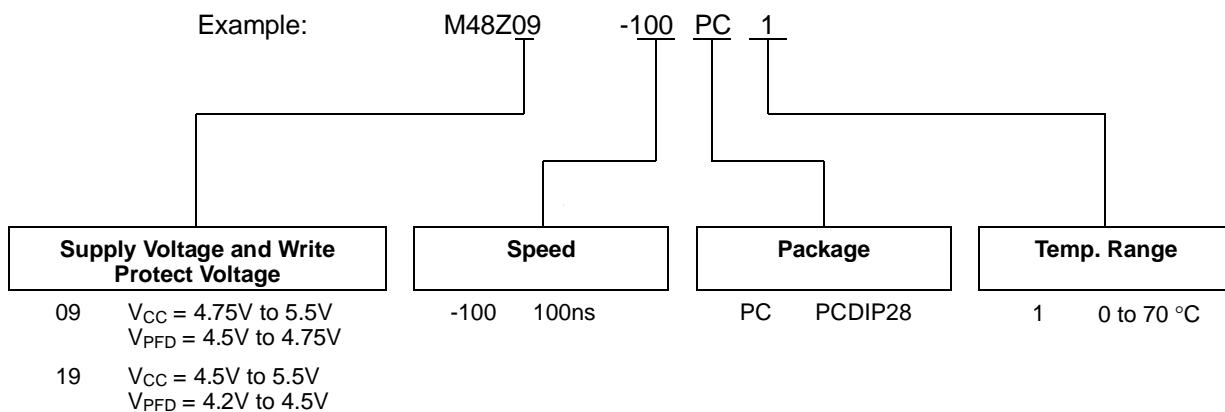 Example: M48Z09 -100 PC 1
Supply Voltage and Write
Protect Voltage
Speed
Package
Temp. Range
09 VCC = 4.75V to 5.5V
VPFD = 4.5V to 4.75V
19 VCC = 4.5V to 5.5V
VPFD = 4.2V to 4.5V
-100 100ns
PC PCDIP28
1 0 to 70 °C